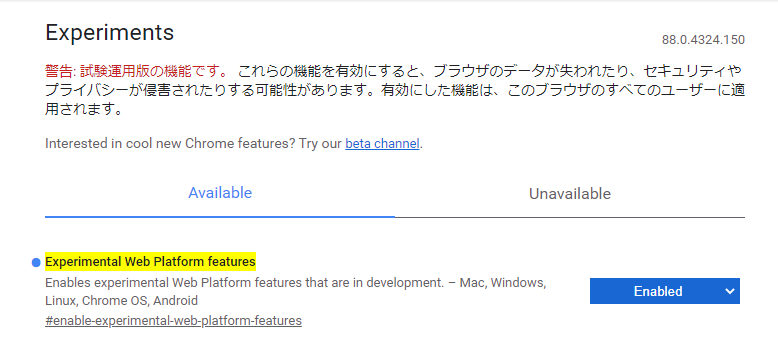 Experiments
88.0.4324.150
警告: 試験運用版の機能です。 これらの機能を有効にすると、ブラウザのデータが失われたり、セキュリティや
プライバシーが侵害されたりする可能性があります。有効にした機能は、このブラウザのすべてのユーザーに適
用されます。
Interested in cool new Chrome features? Try our beta channel.
Available
Unavailable
Experimental Web Platform features
Enables experimental Web Platform features that are in development. – Mac, Windows,
Linux, Chrome OS, Android
#enable-experimental-web-platform-features
Enabled